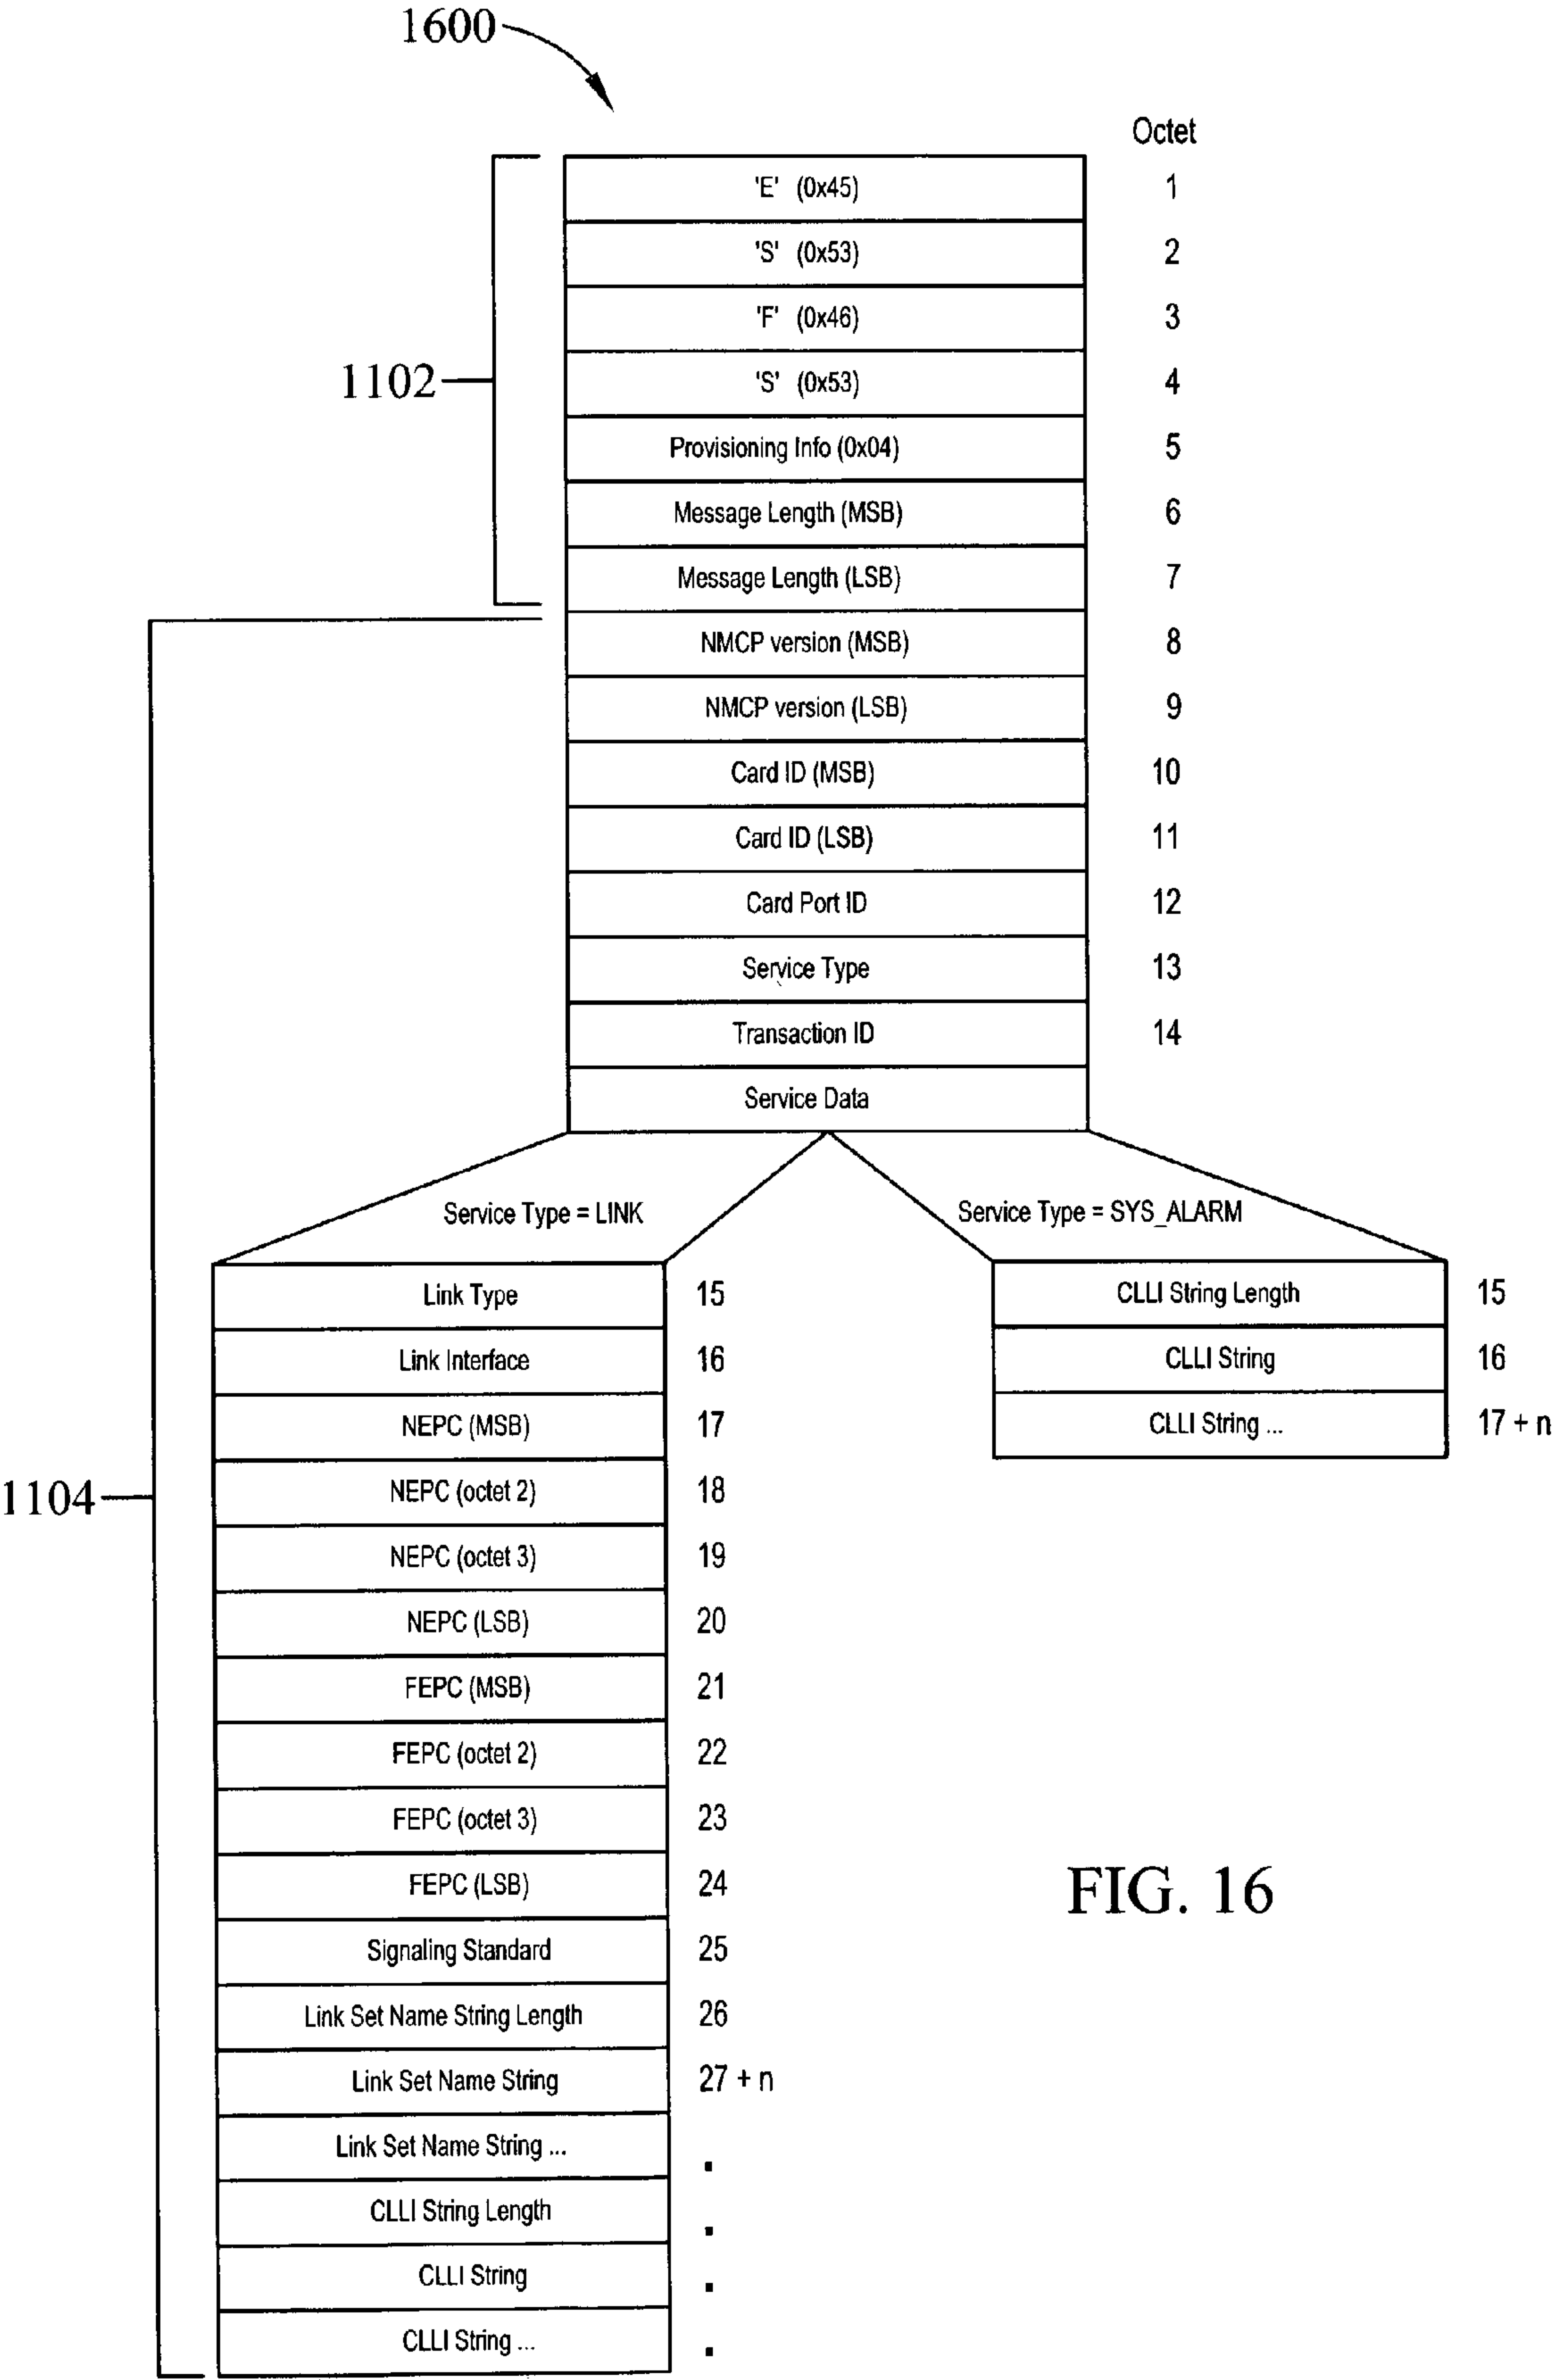 1600
Octet
'E' (0x45) 1
'S' (0x53) 2
'F' (0x46) 3
1102
'S' (0x53) 4
Provisioning Info (0x04) 5
Message Length (MSB) 6
Message Length (LSB) 7
NMCP version (MSB) 8
NMCP version (LSB) 9
Card ID (MSB) 10
Card ID (LSB) 11
Card Port ID 12
Service Type 13
Transaction ID 14
Service Data
Service Type = LINK
Service Type = SYS_ALARM
1104
Link Type 15
Link Interface 16
NEPC (MSB) 17
NEPC (octet 2) 18
NEPC (octet 3) 19
NEPC (LSB) 20
FEPC (MSB) 21
FEPC (octet 2) 22
FEPC (octet 3) 23
FEPC (LSB) 24
Signaling Standard 25
Link Set Name String Length 26
Link Set Name String 27 + n
Link Set Name String ... .
CLLI String Length .
CLLI String .
CLLI String ... .
CLLI String Length 15
CLLI String 16
CLLI String ... 17 + n
FIG. 16